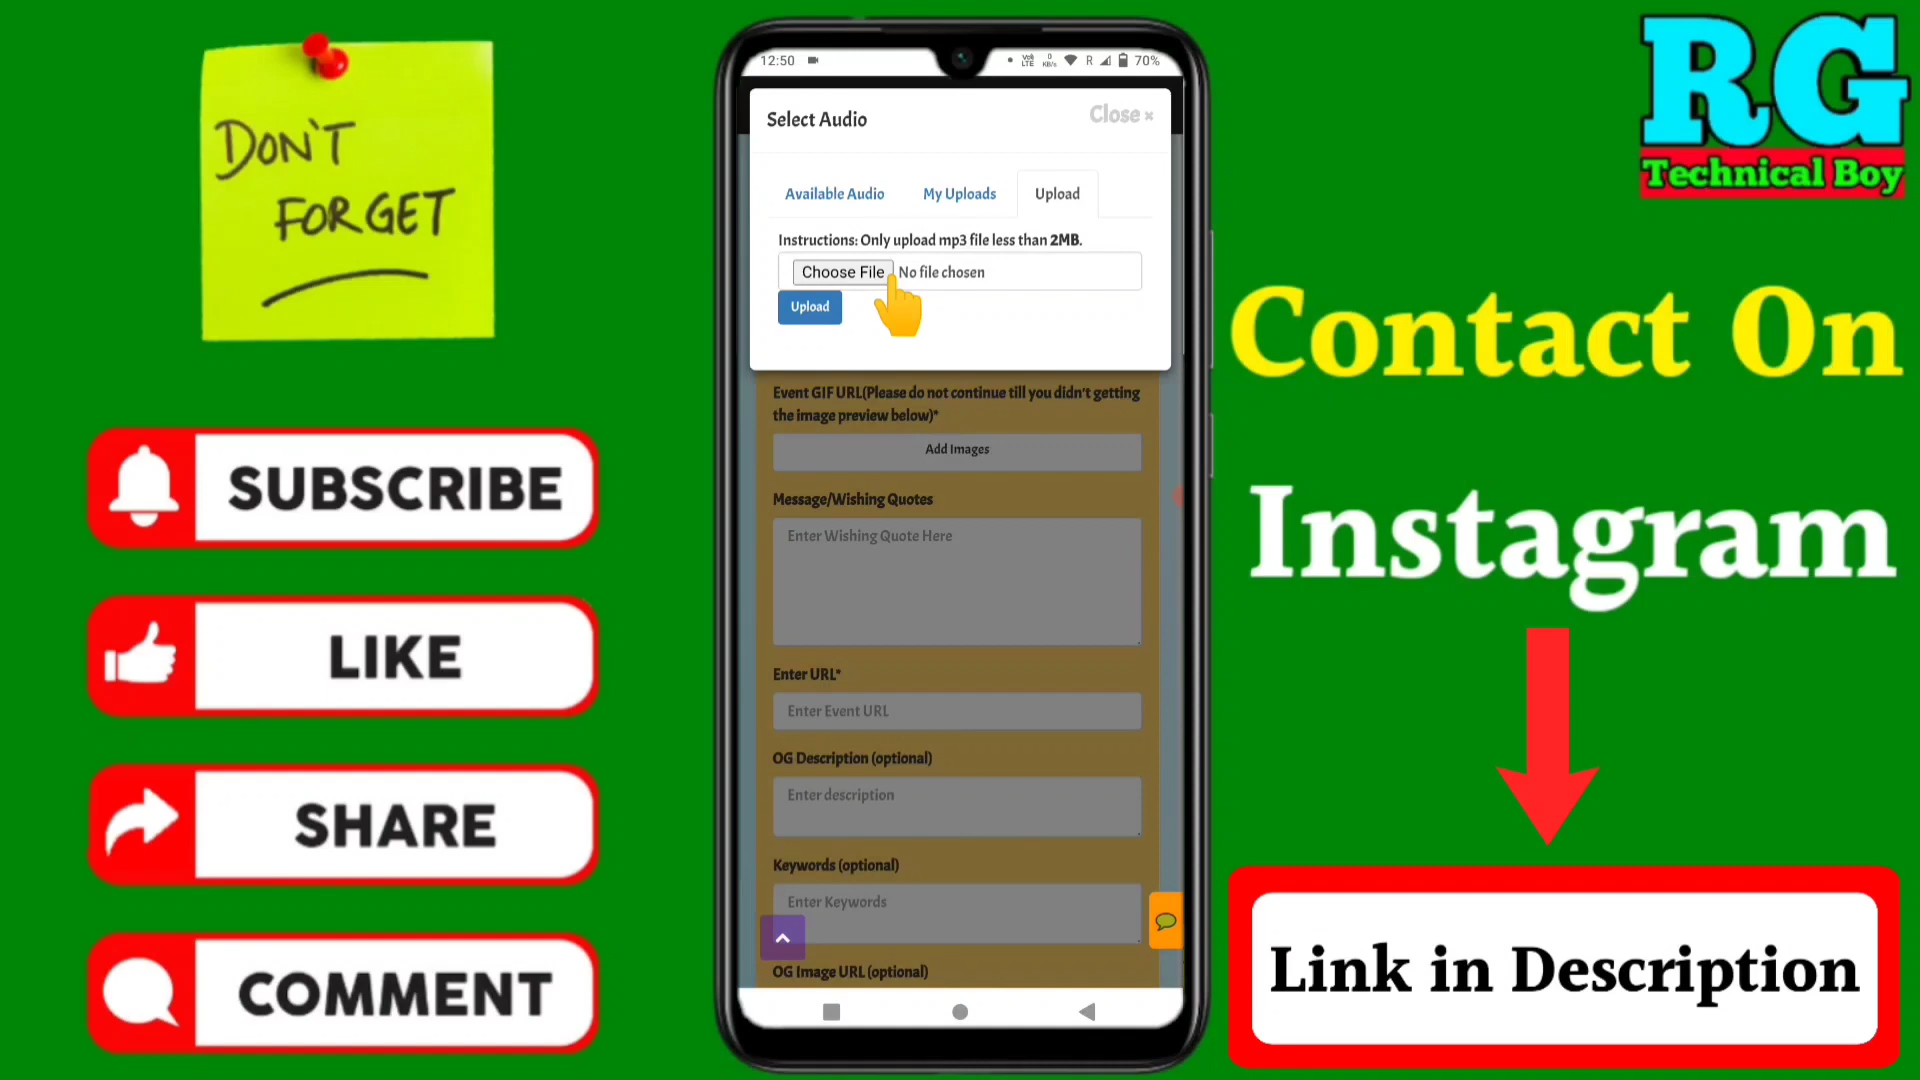 DON'T
FORGET
SUBSCRIBE
LIKE
SHARE
COMMENT
12:50
Vo)
LTE
0
KB/s
R
70%
Select Audio
Close ×
Available Audio
My Uploads
Upload
Instructions: Only upload mp3 file less than 2MB.
Choose File
No file chosen
Upload
Event GIF URL(Please do not continue till you didn't getting
the image preview below)*
Add Images
Message/Wishing Quotes
Enter Wishing Quote Here
Enter URL*
Enter Event URL
OG Description (optional)
Enter description
Keywords (optional)
Enter Keywords
OG Image URL (optional)
RG
Technical Boy
Contact On
Instagram
Link in Description